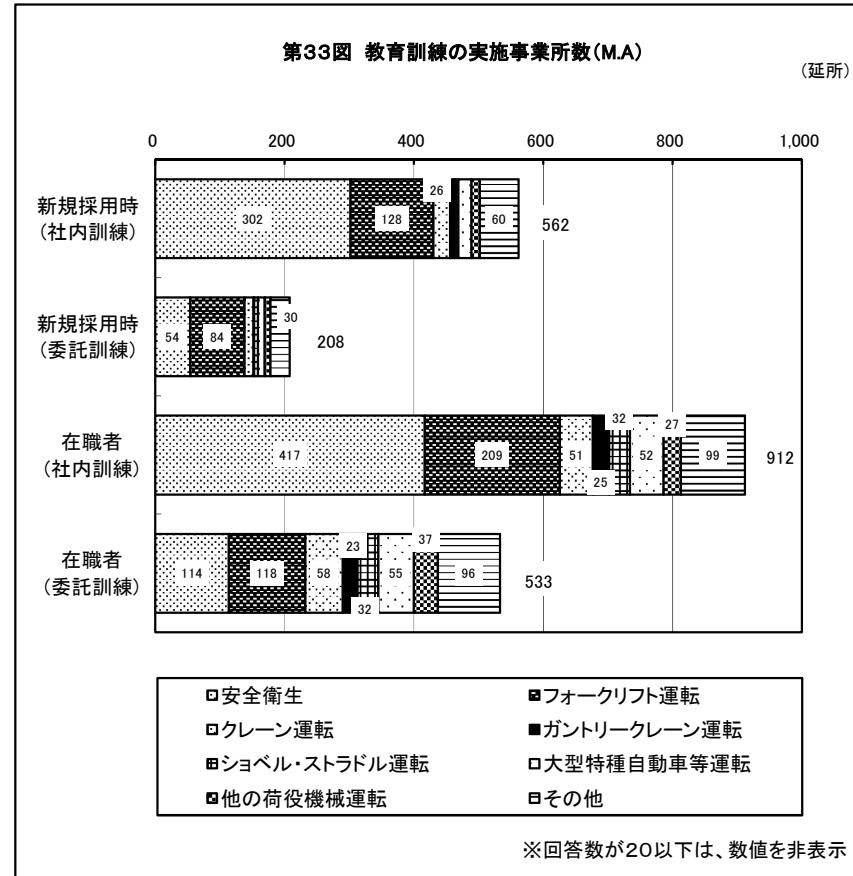 第33図 教育訓練の実施事業所数(M.A)
(延所)
0 200 400 600 800 1,000
新規採用時
(社内訓練)
302 128 26 60 562
新規採用時
(委託訓練)
54 84 30 208
在職者
(社内訓練)
417 209 51 25 32 52 27 99 912
在職者
(委託訓練)
114 118 58 23 32 55 37 96 533
安全衛生 フォークリフト運転
クレーン運転 ガントリークレーン運転
ショベル・ストラドル運転 大型特種自動車等運転
他の荷役機械運転 その他
※回答数が20以下は、数値を非表示